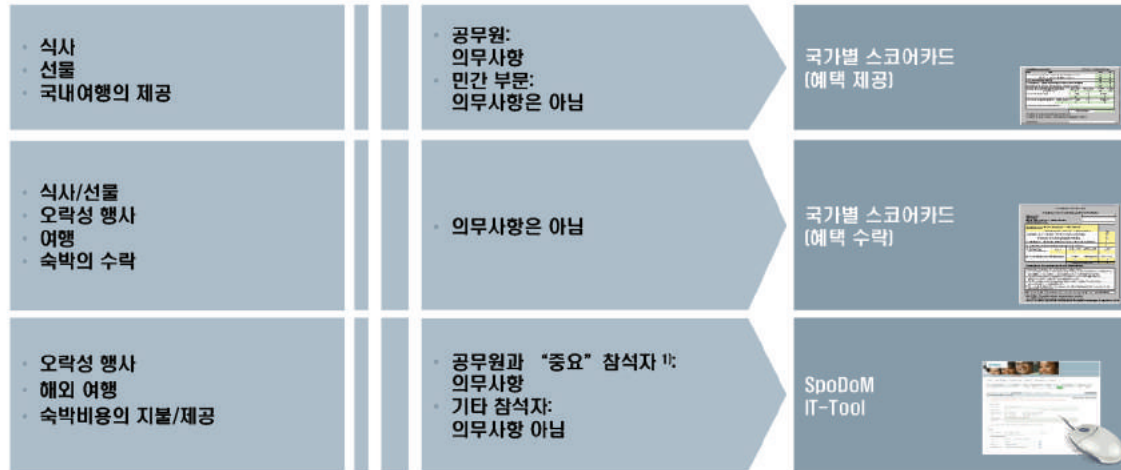 식사
선물
국내여행의 제공
공무원:
의무사항
민간 부문:
의무사항은 아님
국가별 스코어카드
(혜택 제공)
식사/선물
오락성 행사
여행
숙박의 수락
의무사항은 아님
국가별 스코어카드
(혜택 수락)
오락성 행사
해외 여행
숙박비용의 지불/제공
공무원과 “중요” 참석자 1):
의무사항
기타 참석자:
의무사항 아님
SpoDoM
IT-Tool